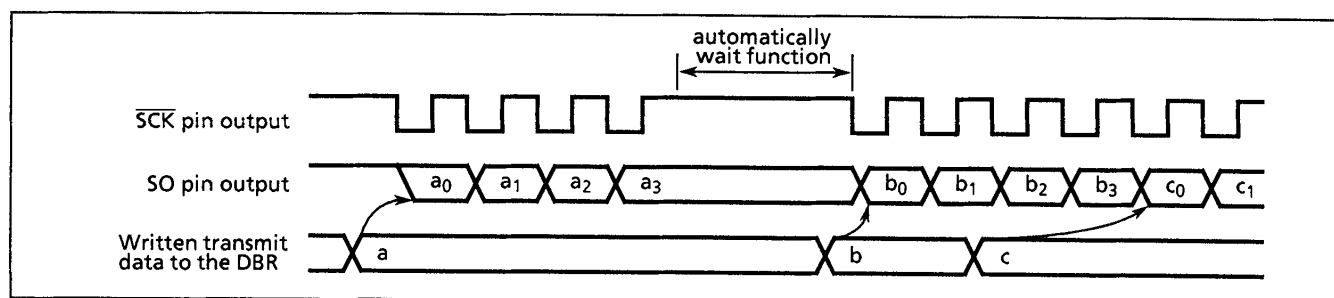 automatically
wait function
SCK pin output
SO pin output
a0 a1 a2 a3 b0 b1 b2 b3 c0 c1
Written transmit
data to the DBR
a b c